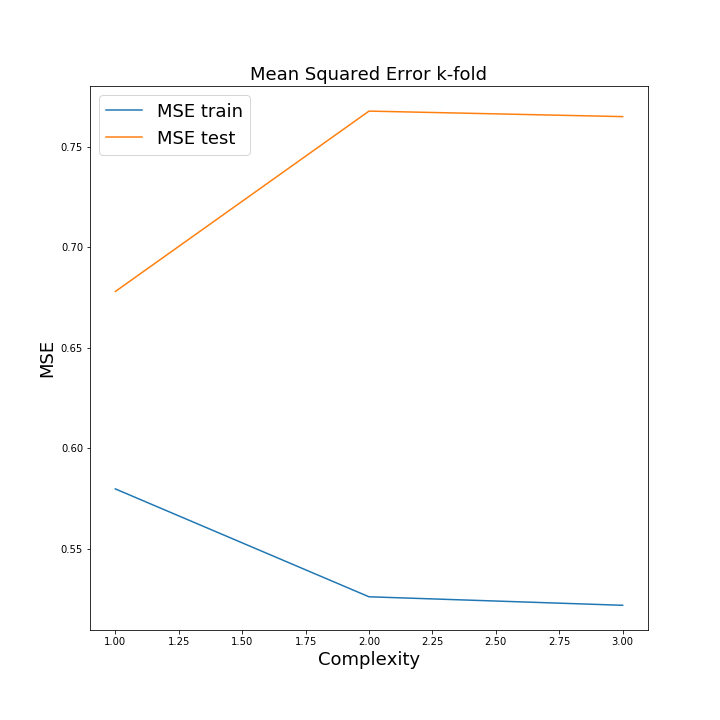 Mean Squared Error k-fold
MSE train
MSE test
0.75
0.70
0.65
0.60
0.55
MSE
1.00 1.25 1.50 1.75 2.00 2.25 2.50 2.75 3.00
Complexity